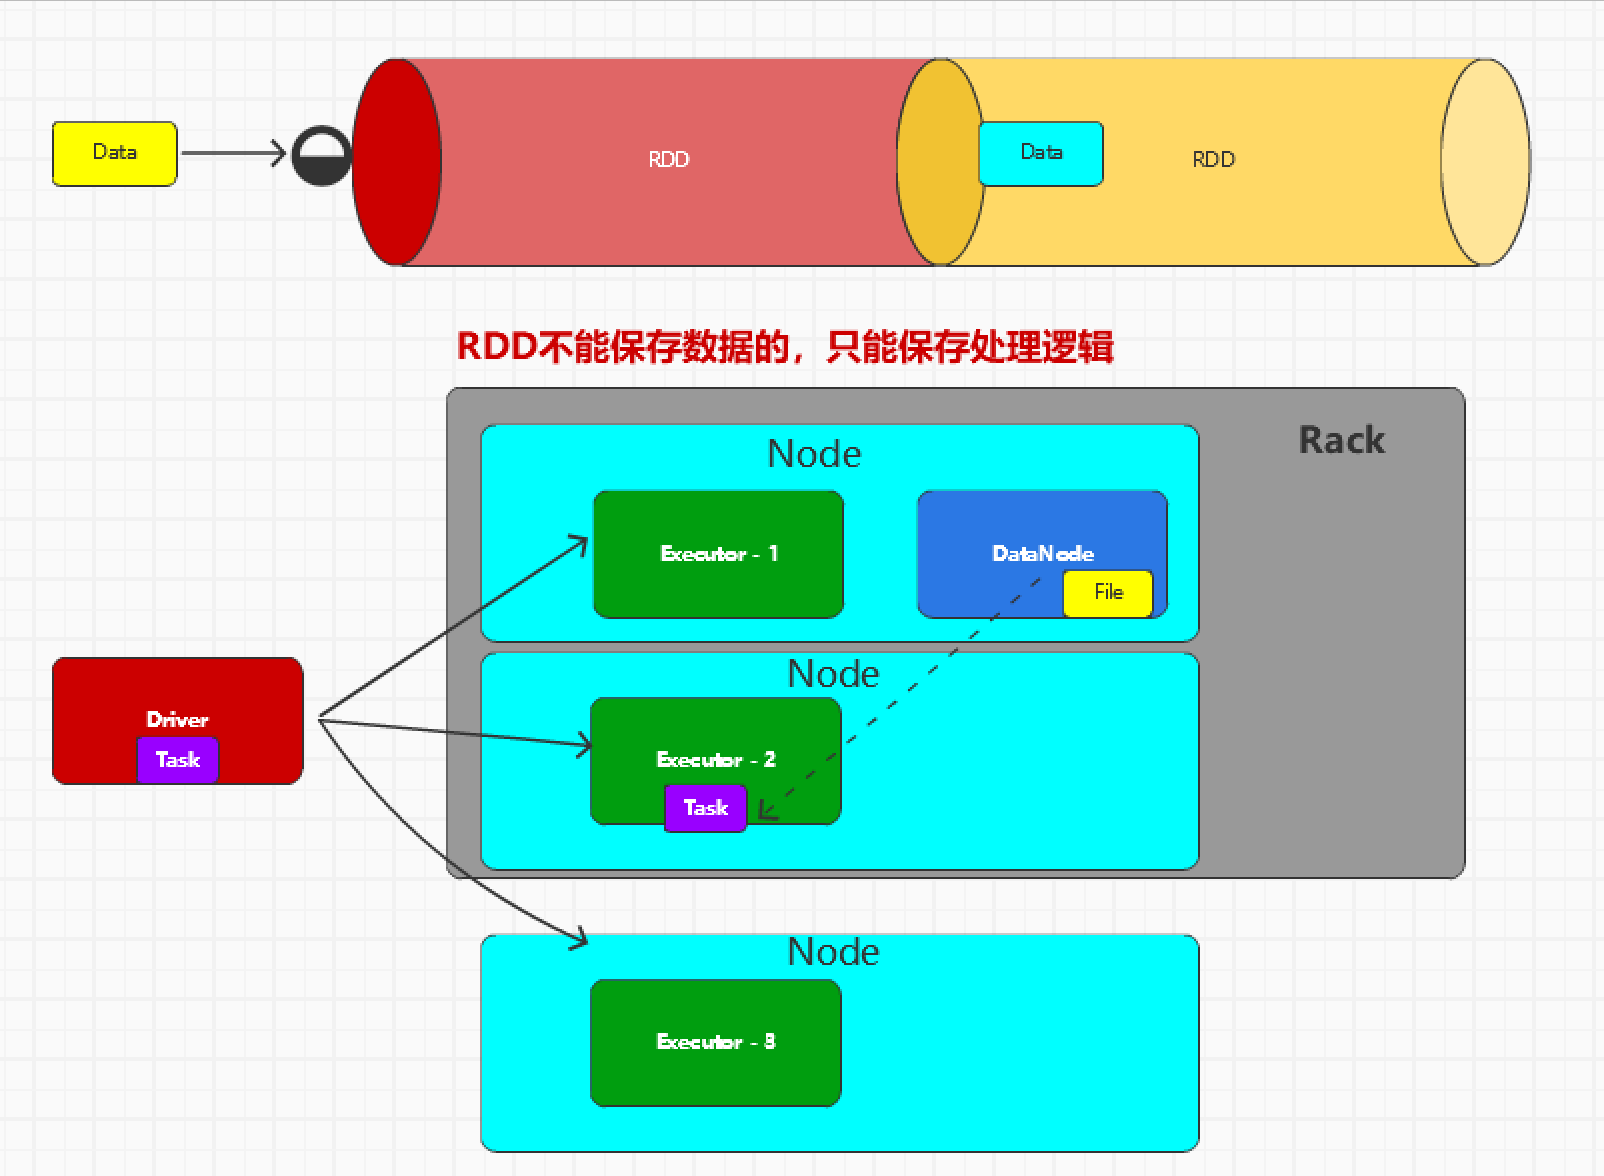 Data
RDD
Data
RDD
RDD不能保存数据的，只能保存处理逻辑
Rack
Node
Executor - 1
DataNode
File
Node
Driver
Task
Executor - 2
Task
Node
Executor - 3